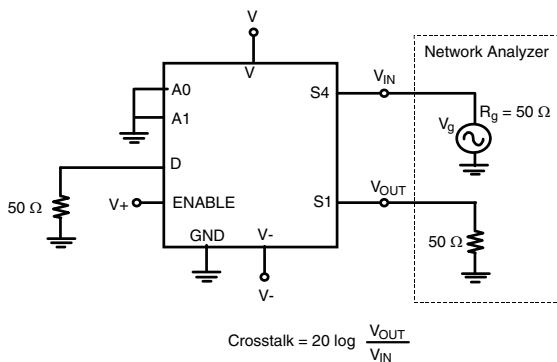 V
V
Network Analyzer
A0
A1
S4
V_IN
V_g
R_g = 50 Ω
D
50 Ω
V+
ENABLE
S1
V_OUT
50 Ω
GND
V-
V-
Crosstalk = 20 log V_OUT / V_IN